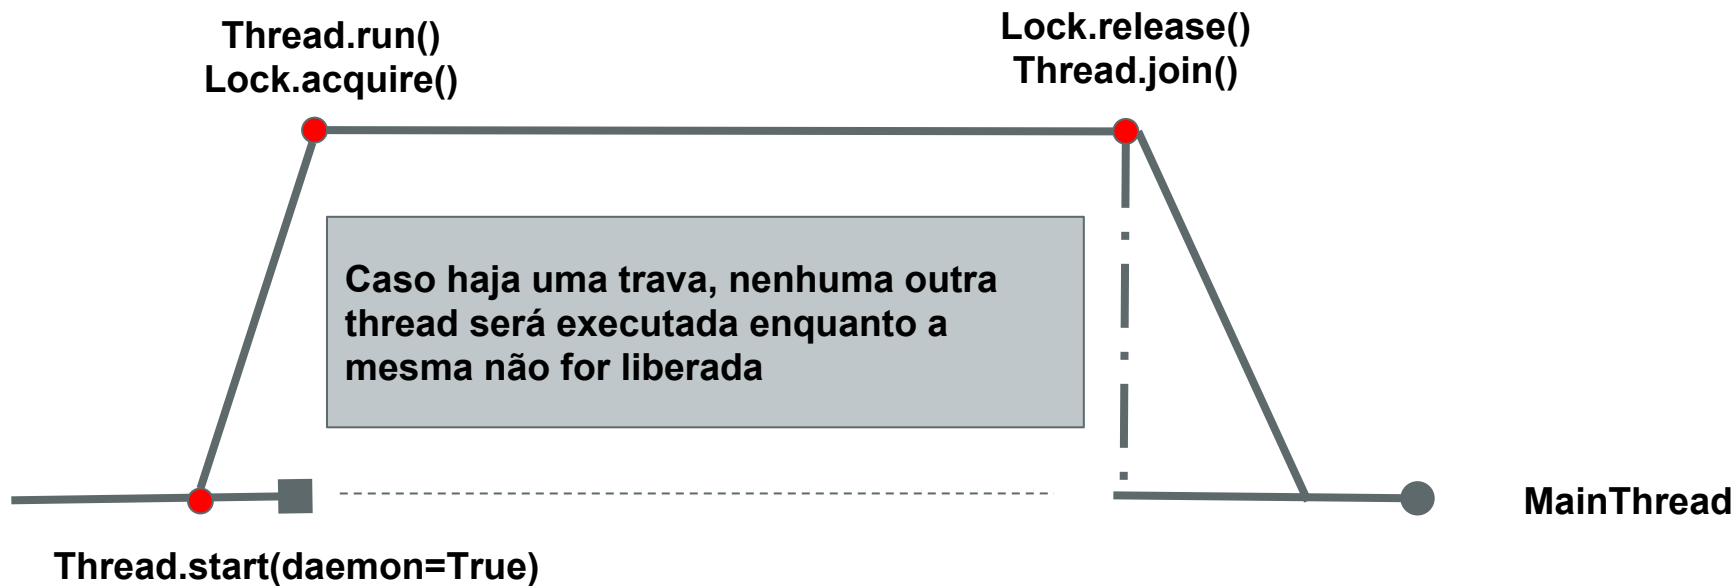 Thread.run()
Lock.acquire()
Lock.release()
Thread.join()
Caso haja uma trava, nenhuma outra
thread será executada enquanto a
mesma não for liberada
MainThread
Thread.start(daemon=True)